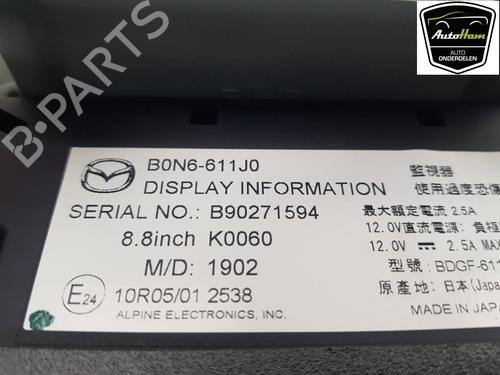 AutoHam
AUTO
ONDERDELEN
B-PARTS
B0N6-611J0
DISPLAY INFORMATION
SERIAL NO.: B90271594
8.8inch K0060
M/D: 1902
E24 10R05/01 2538
ALPINE ELECTRONICS, INC.
監視器
使用過度恐傷
最大額定電流 2.5A
12.0V直流電源: 負極
12.0V ⎓ 2.5A MAX
型號: BDGF-611
原產地: 日本(Japa
MADE IN JAPA